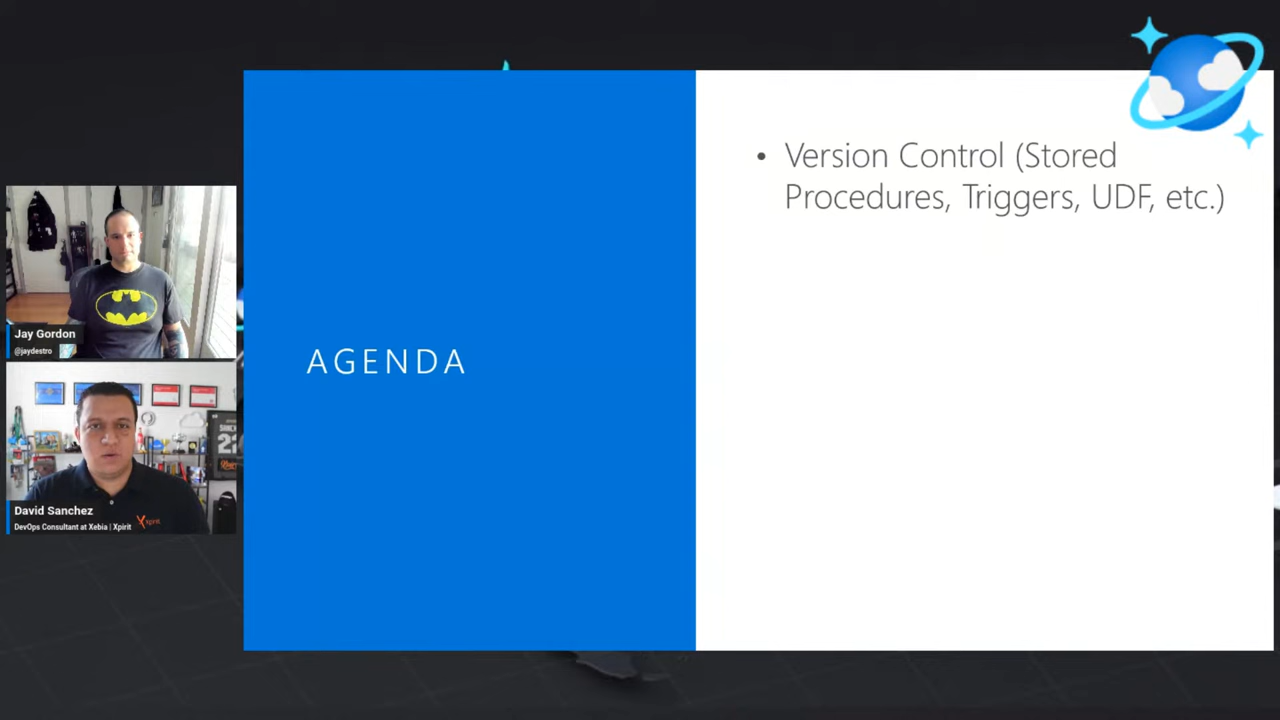 Version Control (Stored
Procedures, Triggers, UDF, etc.)
AGENDA
Jay Gordon
@jaydestro
David Sanchez
DevOps Consultant at Xebia | Xpirit